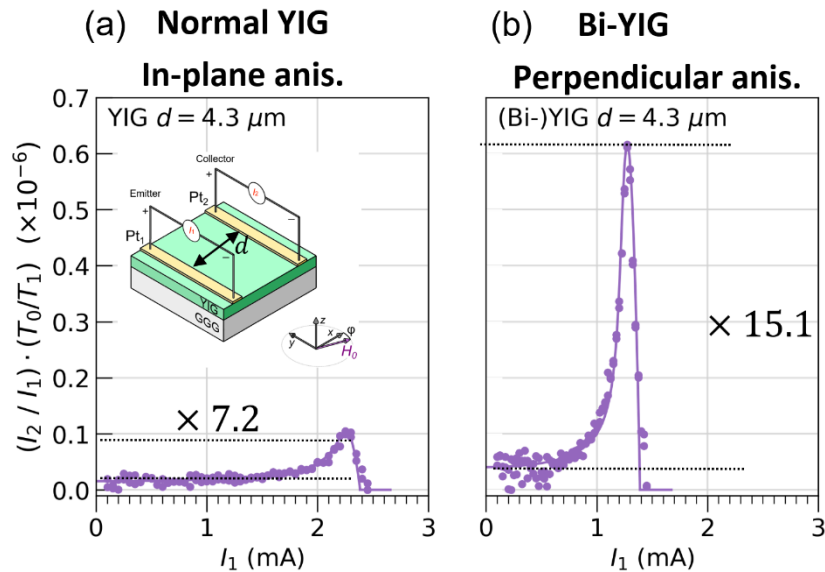 (a) Normal YIG
In-plane anis.
(b) Bi-YIG
Perpendicular anis.
(I₂ / I₁) · (T₀/T₁) (×10⁻⁶)
0.7
0.6
0.5
0.4
0.3
0.2
0.1
0.0
YIG d = 4.3 μm
Collector
I₂
+
−
Pt₂
Emitter
I₁
+
−
Pt₁
d
YIG
GGG
z
x
y
φ
H₀
× 7.2
0 1 2 3
I₁ (mA)
(Bi-)YIG d = 4.3 μm
× 15.1
0 1 2 3
I₁ (mA)